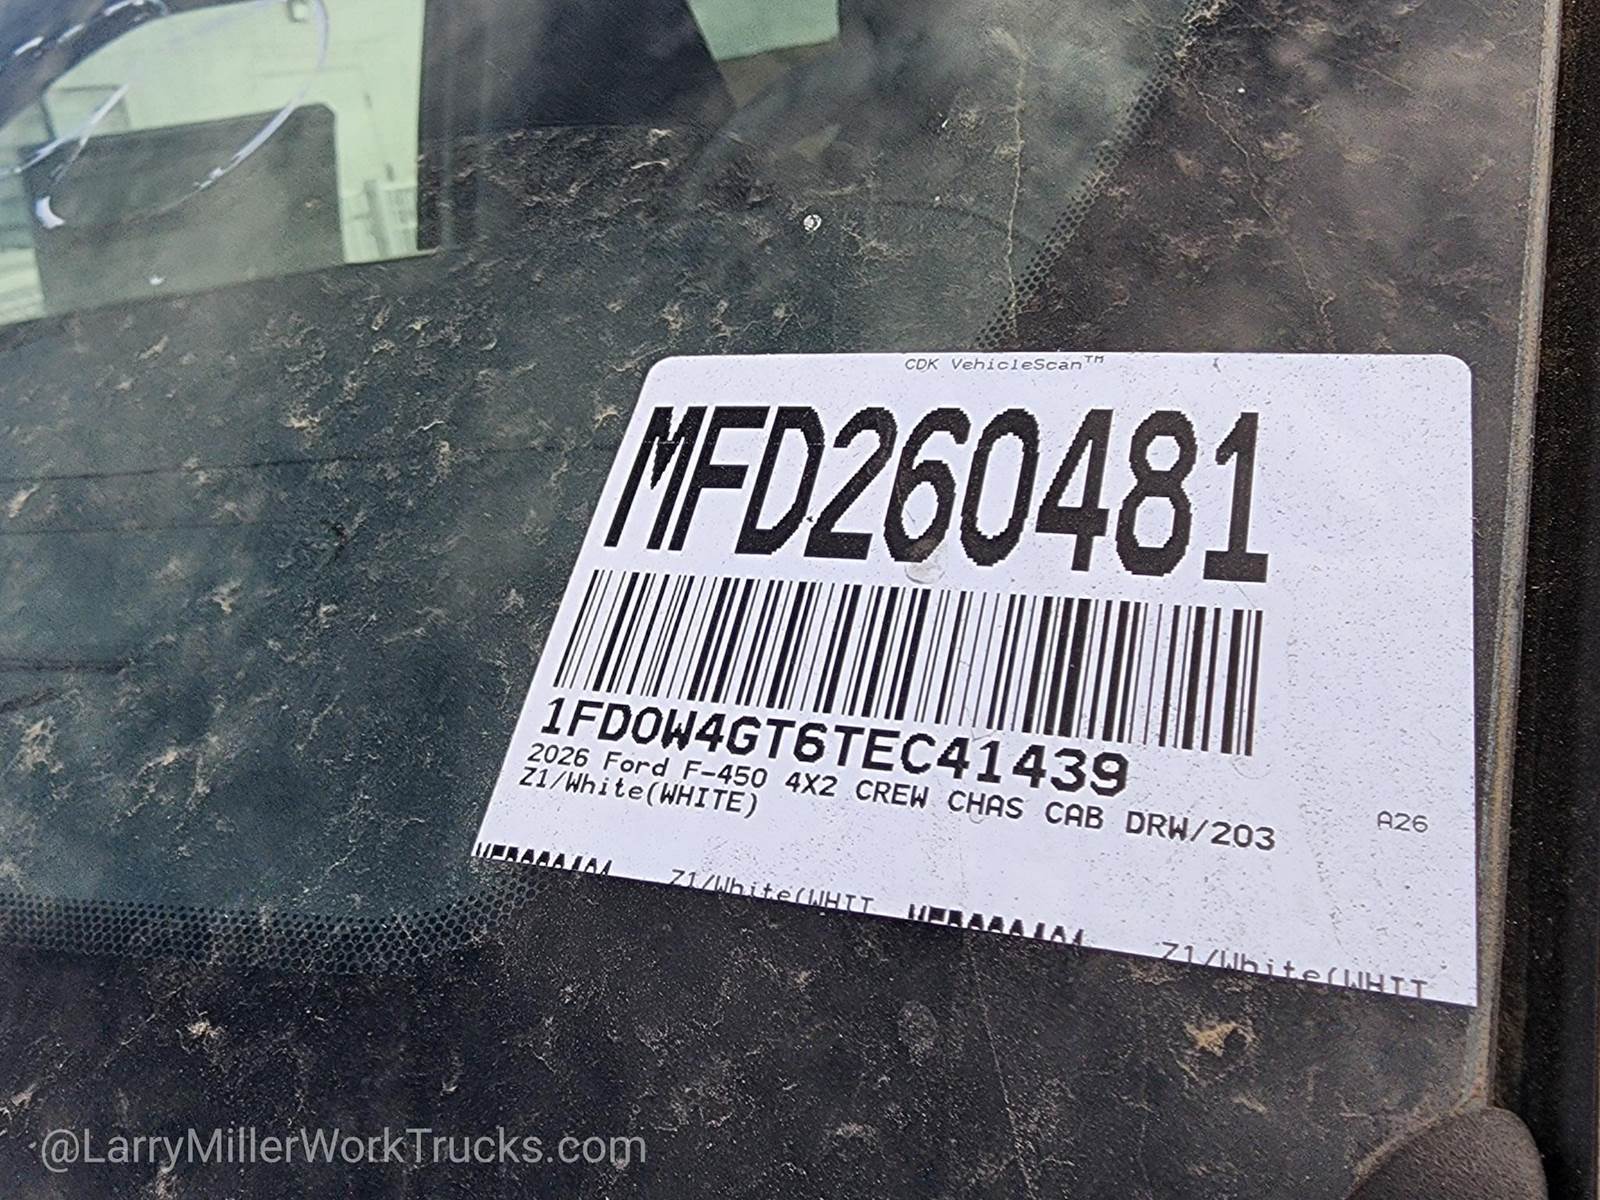 CDK VehicleScan™
MFD260481
1FD0W4GT6TEC41439
2026 Ford F-450 4X2 CREW CHAS CAB DRW/203
Z1/White(WHITE)
A26
Z1/White(WHIT
Z1/White(WHIT
@LarryMillerWorkTrucks.com